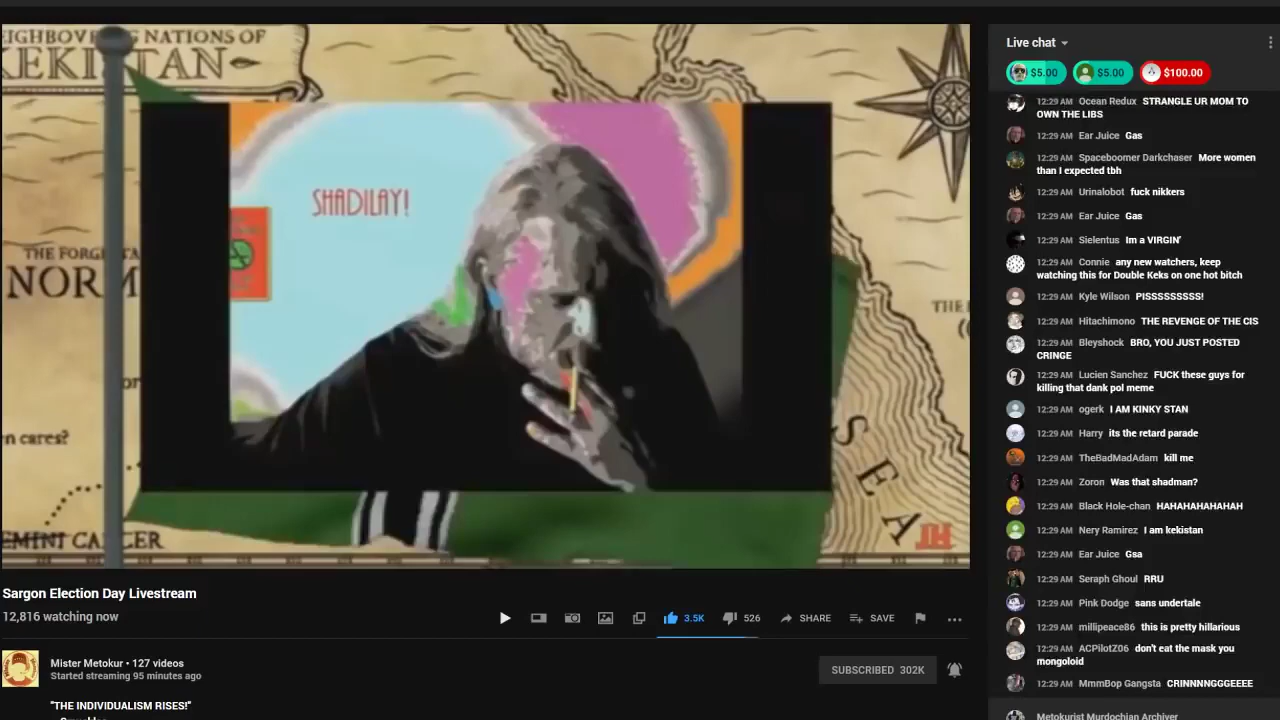 EIGHBOVE G NATIONS OF
KEKISTAN
SHADILAY!
THE FORG TA
NORM
THE
n cares?
SEA
EMINI CANCER
JH
Sargon Election Day Livestream
12,816 watching now
3.5K
526
SHARE
SAVE
Mister Metokur • 127 videos
Started streaming 95 minutes ago
SUBSCRIBED 302K
"THE INDIVIDUALISM RISES!"
Live chat
$5.00
$5.00
$100.00
12:29 AM Ocean Redux STRANGLE UR MOM TO
OWN THE LIBS
12:29 AM Ear Juice Gas
12:29 AM Spaceboomer Darkchaser More women
than I expected tbh
12:29 AM Urinalobot fuck nikkers
12:29 AM Ear Juice Gas
12:29 AM Sielentus Im a VIRGIN'
12:29 AM Connie any new watchers, keep
watching this for Double Keks on one hot bitch
12:29 AM Kyle Wilson PISSSSSSSSS!
12:29 AM Hitachimono THE REVENGE OF THE CIS
12:29 AM Bleyshock BRO, YOU JUST POSTED
CRINGE
12:29 AM Lucien Sanchez FUCK these guys for
killing that dank pol meme
12:29 AM ogerk I AM KINKY STAN
12:29 AM Harry its the retard parade
12:29 AM TheBadMadAdam kill me
12:29 AM Zoron Was that shadman?
12:29 AM Black Hole-chan HAHAHAHAHAHAH
12:29 AM Nery Ramirez I am kekistan
12:29 AM Ear Juice Gsa
12:29 AM Seraph Ghoul RRU
12:29 AM Pink Dodge sans undertale
12:29 AM millipeace86 this is pretty hillarious
12:29 AM ACPilotZ06 don't eat the mask you
mongoloid
12:29 AM MmmBop Gangsta CRINNNNGGGEEEE
Metokurist Murdochian Archiver